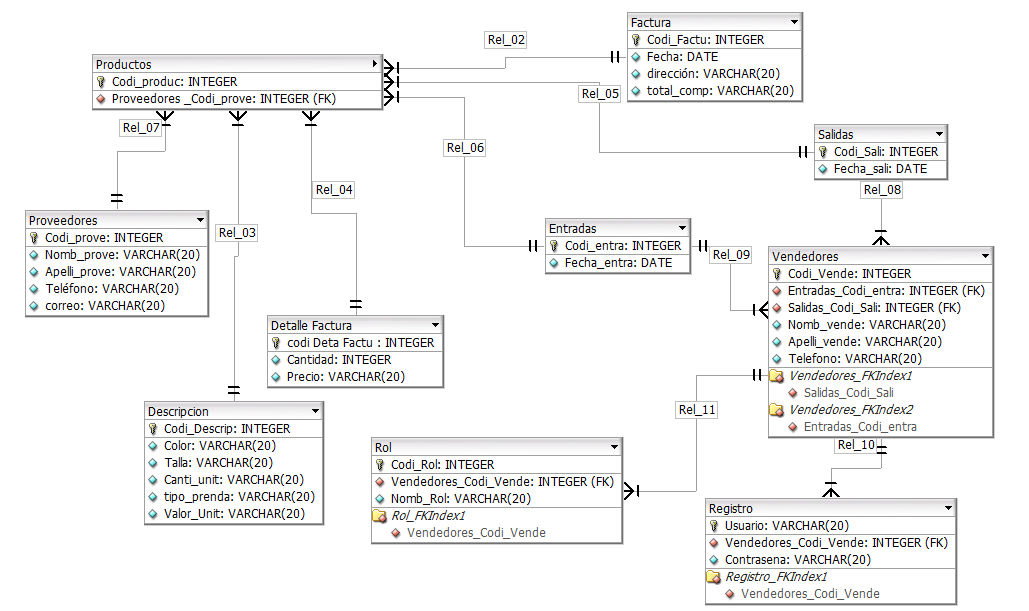 Factura
Codi_Factu: INTEGER
Fecha: DATE
dirección: VARCHAR(20)
total_comp: VARCHAR(20)
Rel_02
Productos
Codi_produc: INTEGER
Proveedores _Codi_prove: INTEGER (FK)
Rel_05
Rel_07
Rel_06
Salidas
Codi_Sali: INTEGER
Fecha_sali: DATE
Rel_04
Rel_08
Proveedores
Codi_prove: INTEGER
Nomb_prove: VARCHAR(20)
Apelli_prove: VARCHAR(20)
Teléfono: VARCHAR(20)
correo: VARCHAR(20)
Rel_03
Entradas
Codi_entra: INTEGER
Fecha_entra: DATE
Rel_09
Vendedores
Codi_Vende: INTEGER
Entradas_Codi_entra: INTEGER (FK)
Salidas_Codi_Sali: INTEGER (FK)
Nomb_vende: VARCHAR(20)
Apelli_vende: VARCHAR(20)
Telefono: VARCHAR(20)
Vendedores_FKIndex1
Salidas_Codi_Sali
Vendedores_FKIndex2
Entradas_Codi_entra
Detalle Factura
codi Deta Factu : INTEGER
Cantidad: INTEGER
Precio: VARCHAR(20)
Descripcion
Codi_Descrip: INTEGER
Color: VARCHAR(20)
Talla: VARCHAR(20)
Canti_unit: VARCHAR(20)
tipo_prenda: VARCHAR(20)
Valor_Unit: VARCHAR(20)
Rel_11
Rel_10
Rol
Codi_Rol: INTEGER
Vendedores_Codi_Vende: INTEGER (FK)
Nomb_Rol: VARCHAR(20)
Rol_FKIndex1
Vendedores_Codi_Vende
Registro
Usuario: VARCHAR(20)
Vendedores_Codi_Vende: INTEGER (FK)
Contrasena: VARCHAR(20)
Registro_FKIndex1
Vendedores_Codi_Vende